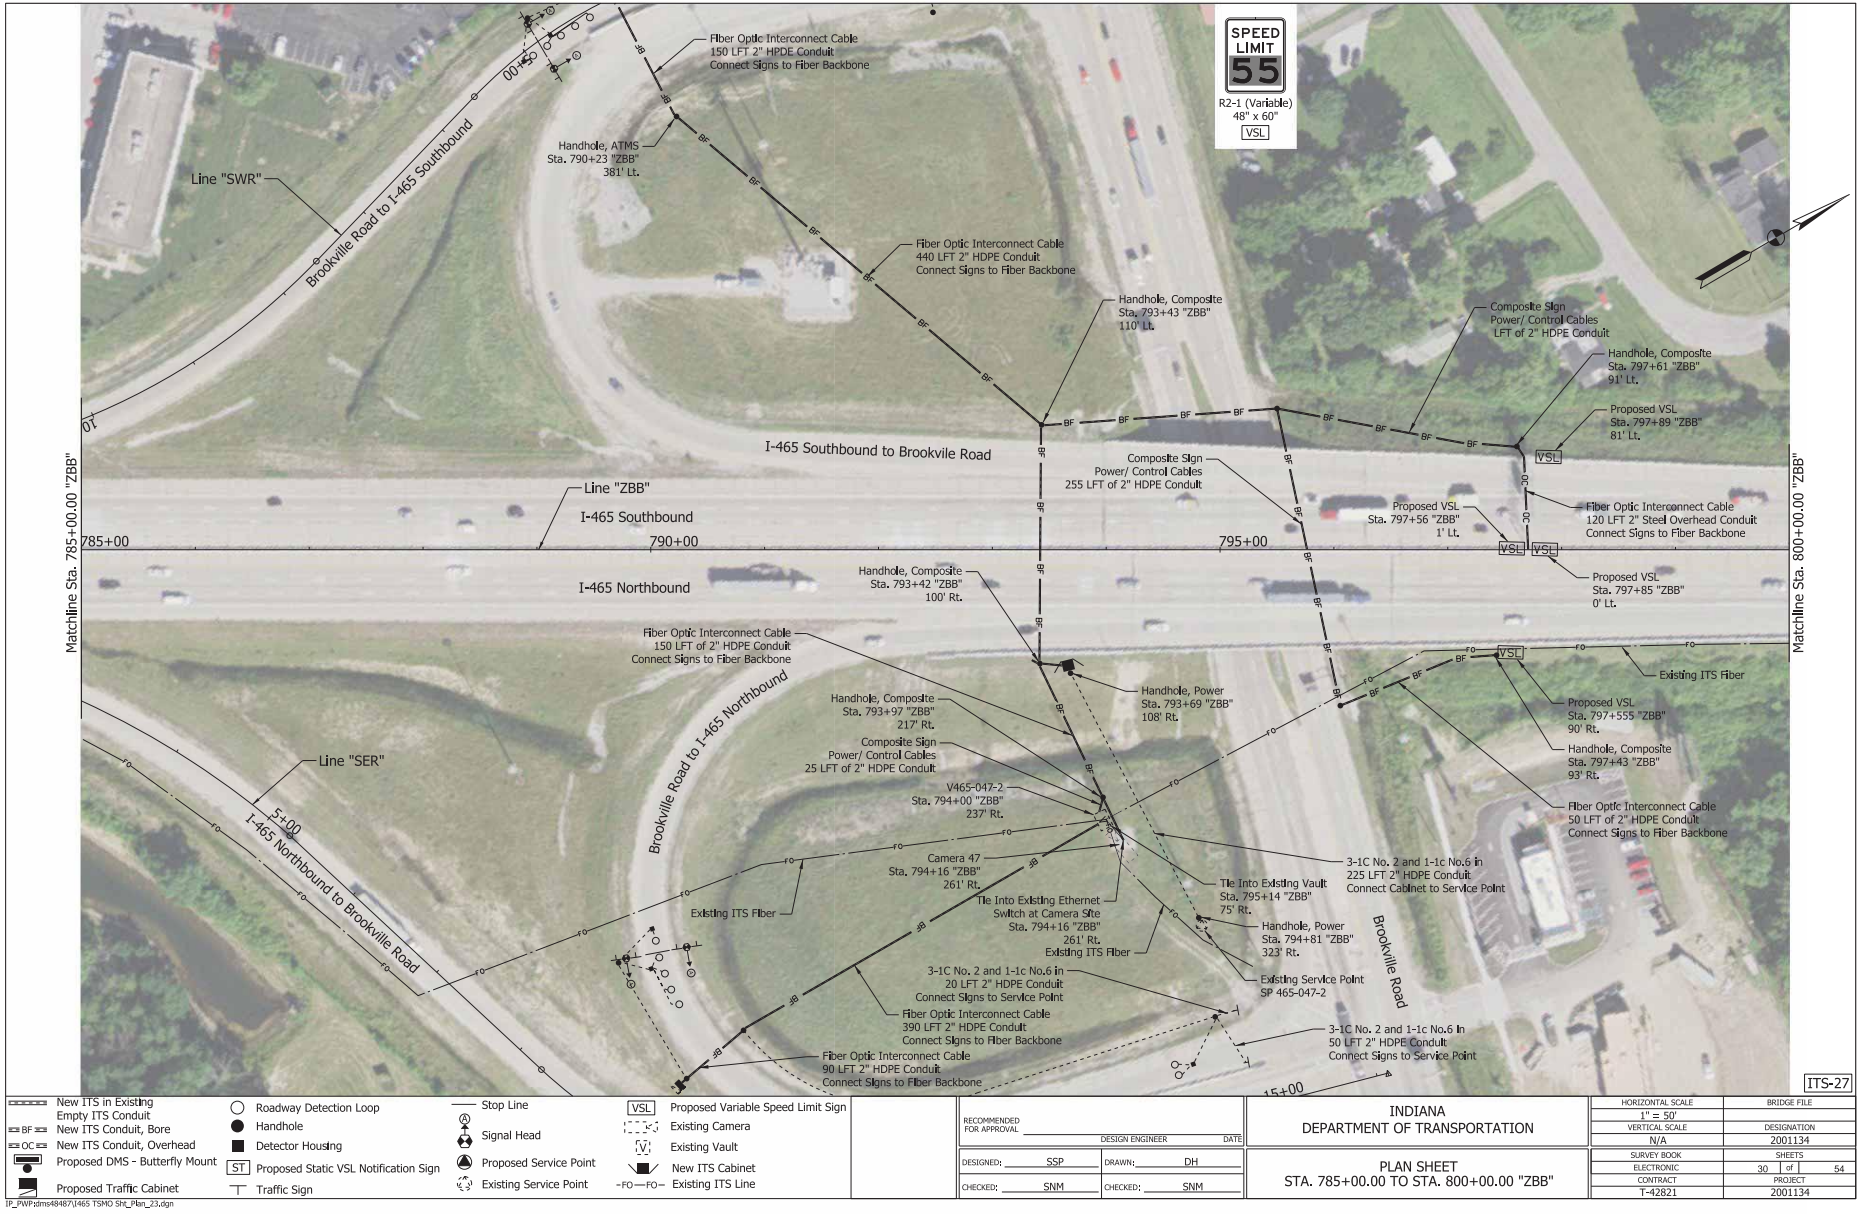 Fiber Optic Interconnect Cable
150 LFT 2" HPDE Conduit
Connect Signs to Fiber Backbone
SPEED
LIMIT
55
R2-1 (Variable)
48" x 60"
VSL
5+00
Handhole, ATMS
Sta. 790+23 "ZBB"
381' Lt.
Line "SWR"
Brookville Road to I-465 Southbound
Fiber Optic Interconnect Cable
440 LFT 2" HDPE Conduit
Connect Signs to Fiber Backbone
Handhole, Composite
Sta. 793+43 "ZBB"
110' Lt.
Composite Sign
Power/ Control Cables
LFT of 2" HDPE Conduit
Handhole, Composite
Sta. 797+61 "ZBB"
91' Lt.
Proposed VSL
Sta. 797+89 "ZBB"
81' Lt.
VSL
10
I-465 Southbound to Brookvile Road
Composite Sign
Power/ Control Cables
255 LFT of 2" HDPE Conduit
Line "ZBB"
I-465 Southbound
Proposed VSL
Sta. 797+56 "ZBB"
1' Lt.
Fiber Optic Interconnect Cable
120 LFT 2" Steel Overhead Conduit
Connect Signs to Fiber Backbone
Matchline Sta. 785+00.00 "ZBB"
Matchline Sta. 800+00.00 "ZBB"
785+00
790+00
795+00
VSL
VSL
Proposed VSL
Sta. 797+85 "ZBB"
0' Lt.
I-465 Northbound
Handhole, Composite
Sta. 793+42 "ZBB"
100' Rt.
Fiber Optic Interconnect Cable
150 LFT of 2" HDPE Conduit
Connect Signs to Fiber Backbone
VSL
Existing ITS Fiber
Handhole, Power
Sta. 793+69 "ZBB"
108' Rt.
Handhole, Composite
Sta. 793+97 "ZBB"
217' Rt.
Proposed VSL
Sta. 797+555 "ZBB"
90' Rt.
Composite Sign
Power/ Control Cables
25 LFT of 2" HDPE Conduit
Handhole, Composite
Sta. 797+43 "ZBB"
93' Rt.
V465-047-2
Sta. 794+00 "ZBB"
237' Rt.
Fiber Optic Interconnect Cable
50 LFT of 2" HDPE Conduit
Connect Signs to Fiber Backbone
Line "SER"
5+00
I-465 Northbound to Brookville Road
Brookville Road to I-465 Northbound
Camera 47
Sta. 794+16 "ZBB"
261' Rt.
3-1C No. 2 and 1-1c No.6 in
225 LFT 2" HDPE Conduit
Connect Cabinet to Service Point
Tie Into Existing Vault
Sta. 795+14 "ZBB"
75' Rt.
Tie Into Existing Ethernet
Switch at Camera Site
Sta. 794+16 "ZBB"
261' Rt.
Existing ITS Fiber
Existing ITS Fiber
Handhole, Power
Sta. 794+81 "ZBB"
323' Rt.
Existing Service Point
SP 465-047-2
Brookville Road
3-1C No. 2 and 1-1c No.6 in
20 LFT 2" HDPE Conduit
Connect Signs to Service Point
Fiber Optic Interconnect Cable
390 LFT 2" HDPE Conduit
Connect Signs to Fiber Backbone
3-1C No. 2 and 1-1c No.6 in
50 LFT 2" HDPE Conduit
Connect Signs to Service Point
Fiber Optic Interconnect Cable
90 LFT 2" HDPE Conduit
Connect Signs to Fiber Backbone
15+00
ITS-27
New ITS in Existing
Empty ITS Conduit
BF New ITS Conduit, Bore
OC New ITS Conduit, Overhead
Proposed DMS - Butterfly Mount
Proposed Traffic Cabinet
Roadway Detection Loop
Handhole
Detector Housing
ST Proposed Static VSL Notification Sign
Traffic Sign
Stop Line
Signal Head
Proposed Service Point
Existing Service Point
VSL Proposed Variable Speed Limit Sign
Existing Camera
V Existing Vault
New ITS Cabinet
-FO-FO- Existing ITS Line
RECOMMENDED
FOR APPROVAL
DESIGN ENGINEER DATE
DESIGNED: SSP DRAWN: DH
CHECKED: SNM CHECKED: SNM
INDIANA
DEPARTMENT OF TRANSPORTATION
PLAN SHEET
STA. 785+00.00 TO STA. 800+00.00 "ZBB"
HORIZONTAL SCALE BRIDGE FILE
1" = 50'
VERTICAL SCALE DESIGNATION
N/A 2001134
SURVEY BOOK SHEETS
ELECTRONIC 30 of 54
CONTRACT PROJECT
T-42821 2001134
IP_PWP:dms48487\I465 TSMO Sht_Plan_23.dgn